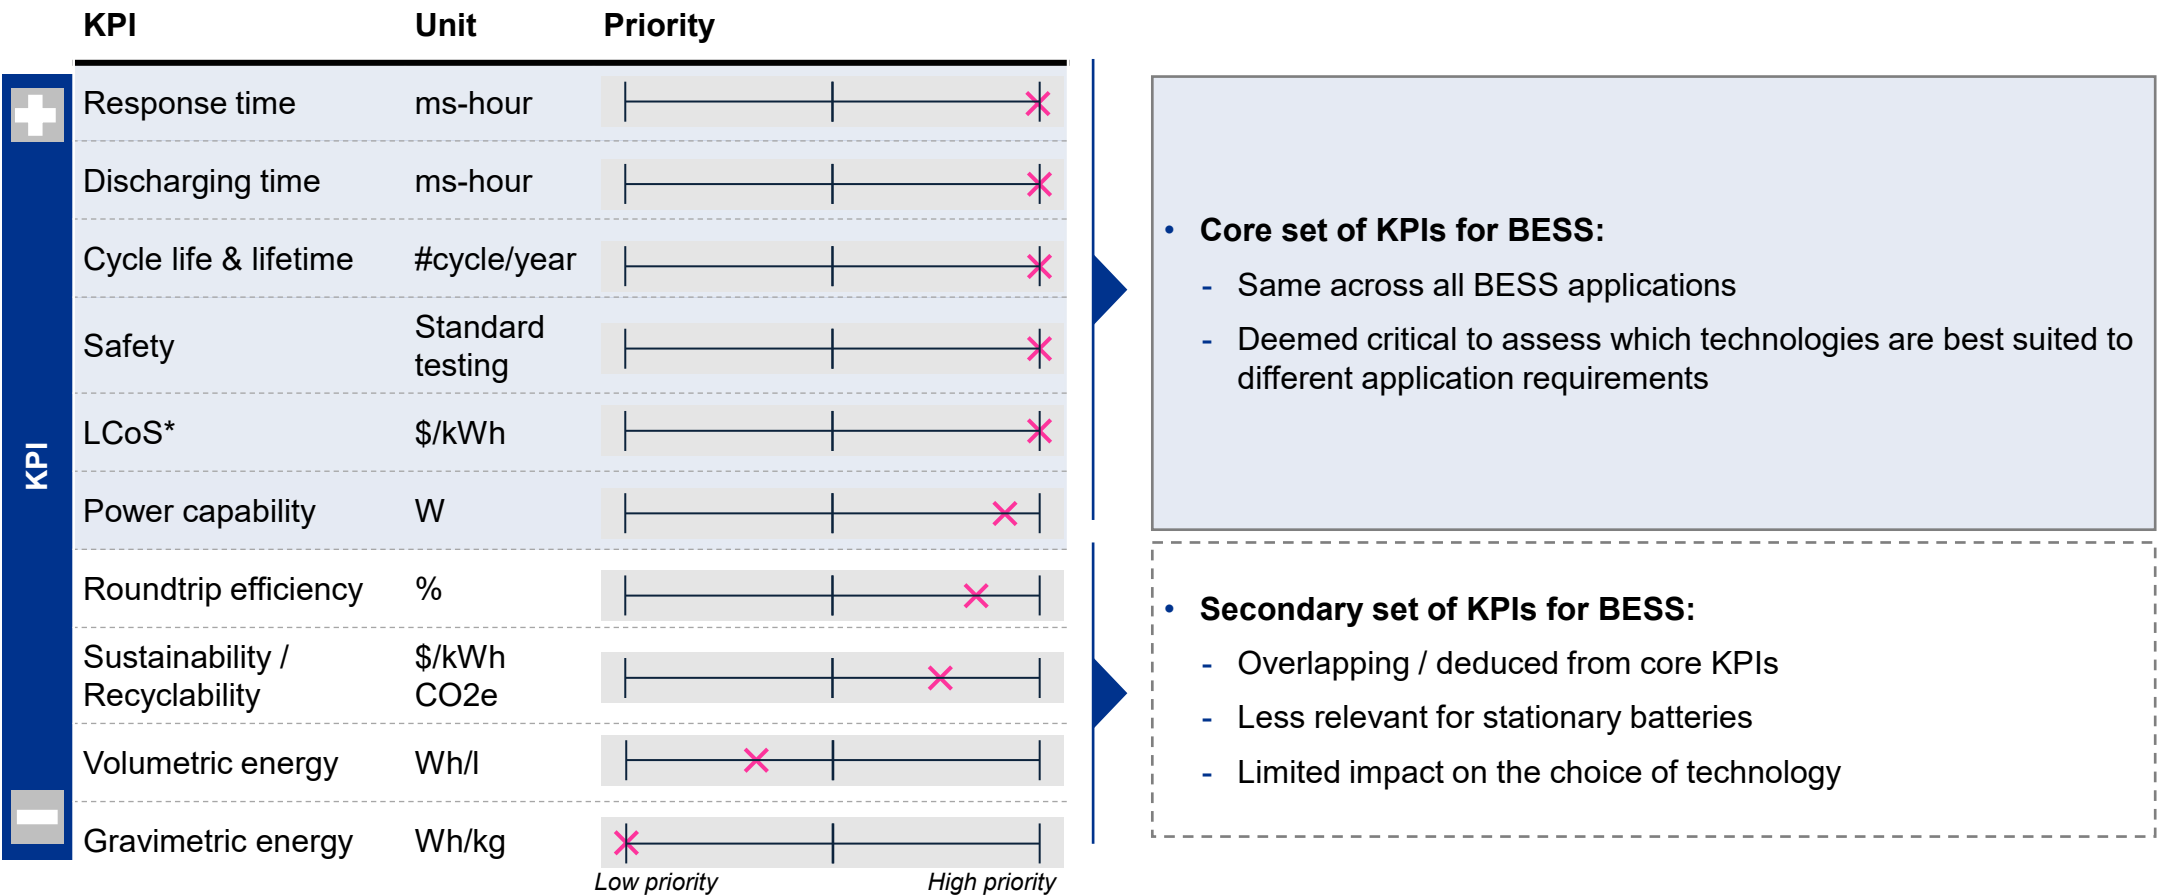 KPI Unit Priority
KPI
Response time ms-hour
Discharging time ms-hour
Cycle life & lifetime #cycle/year
Safety Standard
testing
LCoS* $/kWh
Power capability W
Roundtrip efficiency %
Sustainability / $/kWh
Recyclability CO2e
Volumetric energy Wh/l
Gravimetric energy Wh/kg
Low priority High priority
• Core set of KPIs for BESS:
- Same across all BESS applications
- Deemed critical to assess which technologies are best suited to
different application requirements
• Secondary set of KPIs for BESS:
- Overlapping / deduced from core KPIs
- Less relevant for stationary batteries
- Limited impact on the choice of technology